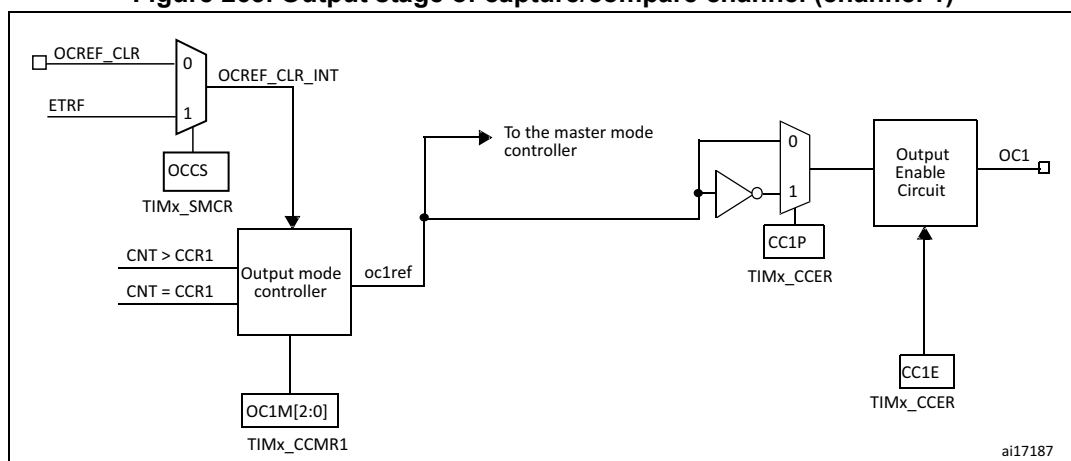 Figure Output stage of capture/compare channel (channel 1)
OCREF_CLR
0
OCREF_CLR_INT
ETRF
1
OCCS
TIMx_SMCR
To the master mode
controller
0
1
CC1P
TIMx_CCER
Output
Enable
Circuit
OC1
CNT > CCR1
CNT = CCR1
Output mode
controller
oc1ref
CC1E
TIMx_CCER
OC1M[2:0]
TIMx_CCMR1
ai17187